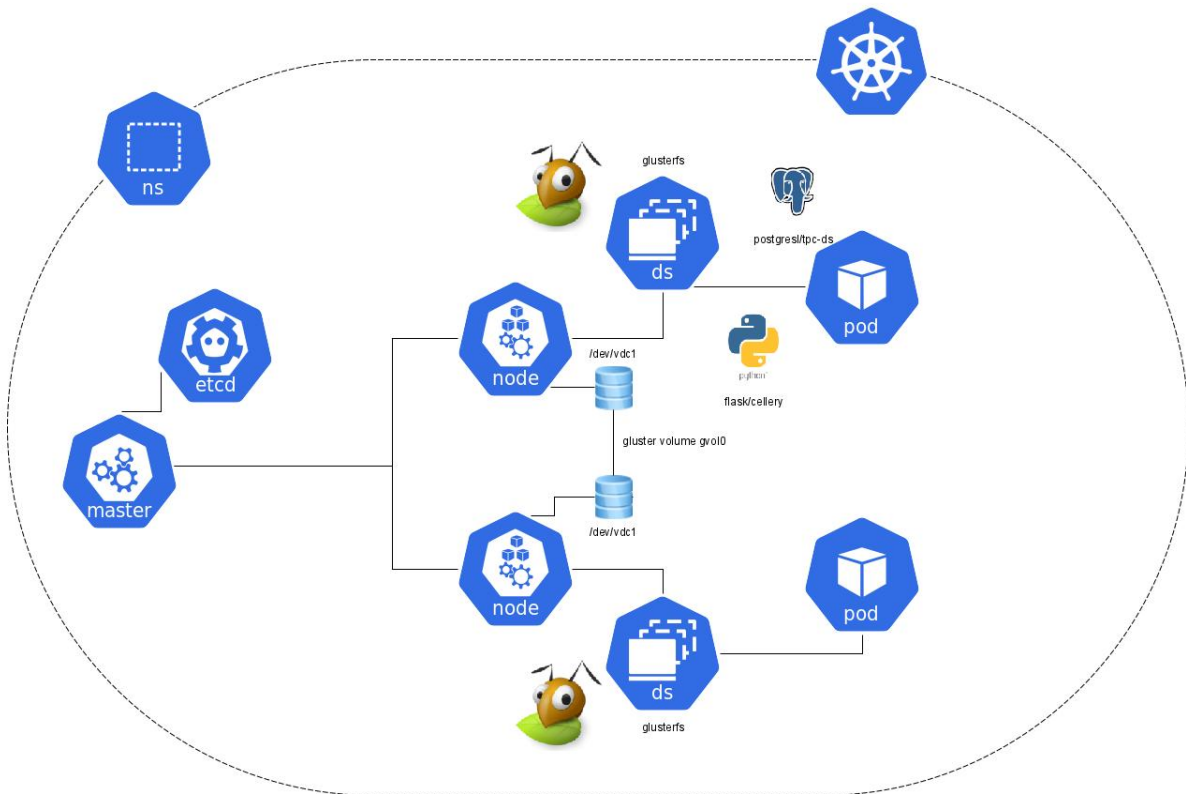 ns
glusterfs
ds
postgresl/tpc-ds
pod
etcd
node
/dev/vdc1
python
flask/cellery
gluster volume gvol0
master
/dev/vdc1
node
pod
ds
glusterfs